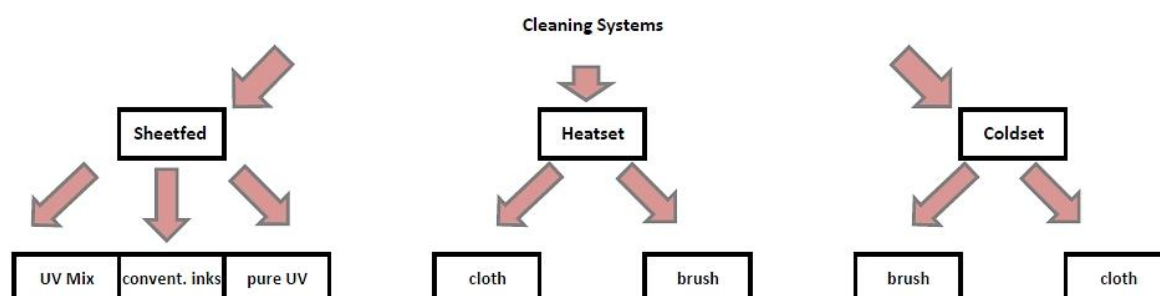 Cleaning Systems
Sheetfed
Heatset
Coldset
UV Mix
convent. inks
pure UV
cloth
brush
brush
cloth